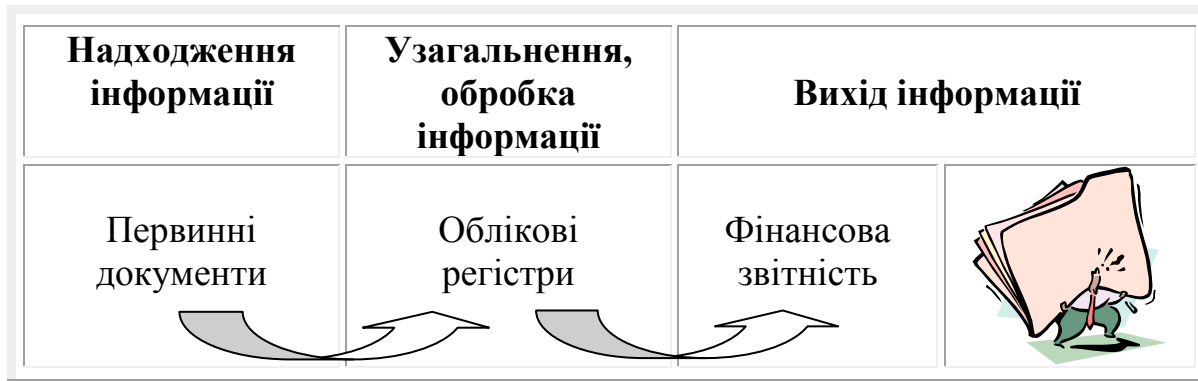 Надходження
інформації
Узагальнення,
обробка
інформації
Вихід інформації
Первинні
документи
Облікові
регістри
Фінансова
звітність